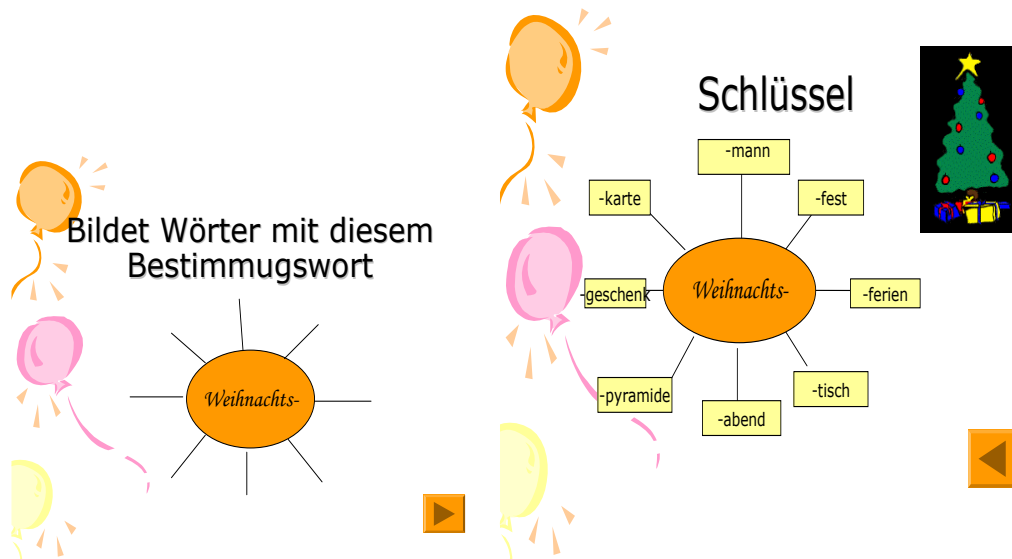 Bildet Wörter mit diesem
Bestimmugswort
Weihnachts-
Schlüssel
-mann
-karte
-fest
-geschenk
Weihnachts-
-ferien
-pyramide
-tisch
-abend